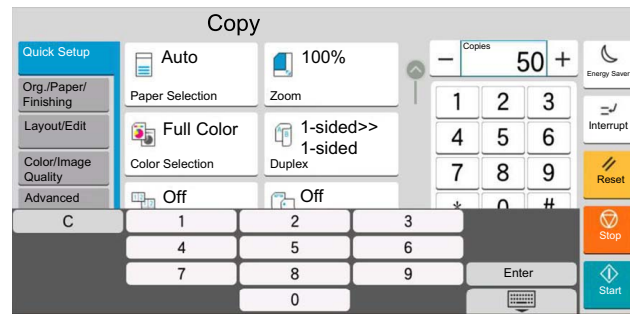 Copy
Quick Setup
Org./Paper/
Finishing
Layout/Edit
Color/Image
Quality
Advanced
Auto
Paper Selection
100%
Zoom
Full Color
Color Selection
1-sided>>
1-sided
Duplex
Off
Off
Copies
− 50 +
1 2 3
4 5 6
7 8 9
* 0 #
Energy Saver
Interrupt
Reset
Stop
Start
C 1 2 3
4 5 6
7 8 9 Enter
0